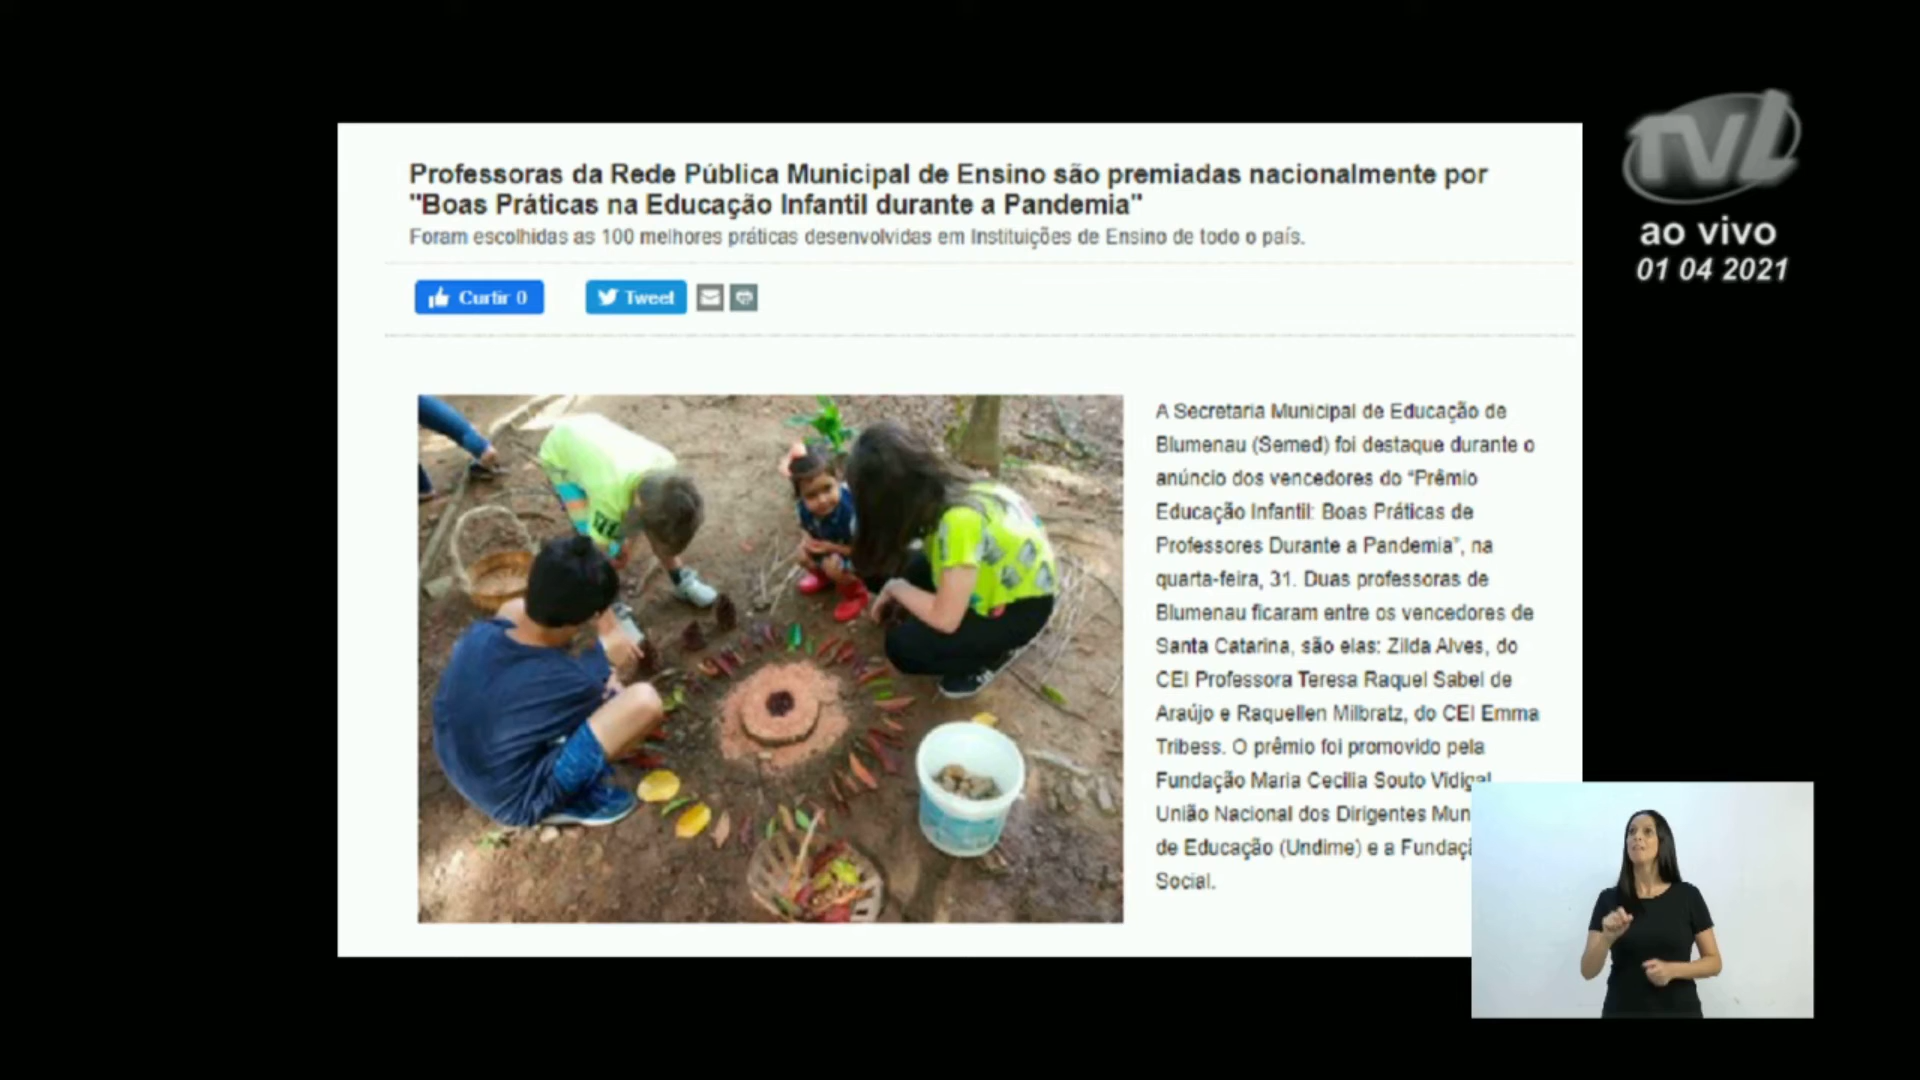 Professoras da Rede Pública Municipal de Ensino são premiadas nacionalmente por
"Boas Práticas na Educação Infantil durante a Pandemia"
Foram escolhidas as 100 melhores práticas desenvolvidas em Instituições de Ensino de todo o país.
Curtir 0
Tweet
A Secretaria Municipal de Educação de
Blumenau (Semed) foi destaque durante o
anúncio dos vencedores do “Prêmio
Educação Infantil: Boas Práticas de
Professores Durante a Pandemia”, na
quarta-feira, 31. Duas professoras de
Blumenau ficaram entre os vencedores de
Santa Catarina, são elas: Zilda Alves, do
CEI Professora Teresa Raquel Sabel de
Araújo e Raquellen Milbratz, do CEI Emma
Tribess. O prêmio foi promovido pela
Fundação Maria Cecilia Souto Vidigal
União Nacional dos Dirigentes Mun
de Educação (Undime) e a Fundaç
Social.
TVL
ao vivo
01 04 2021